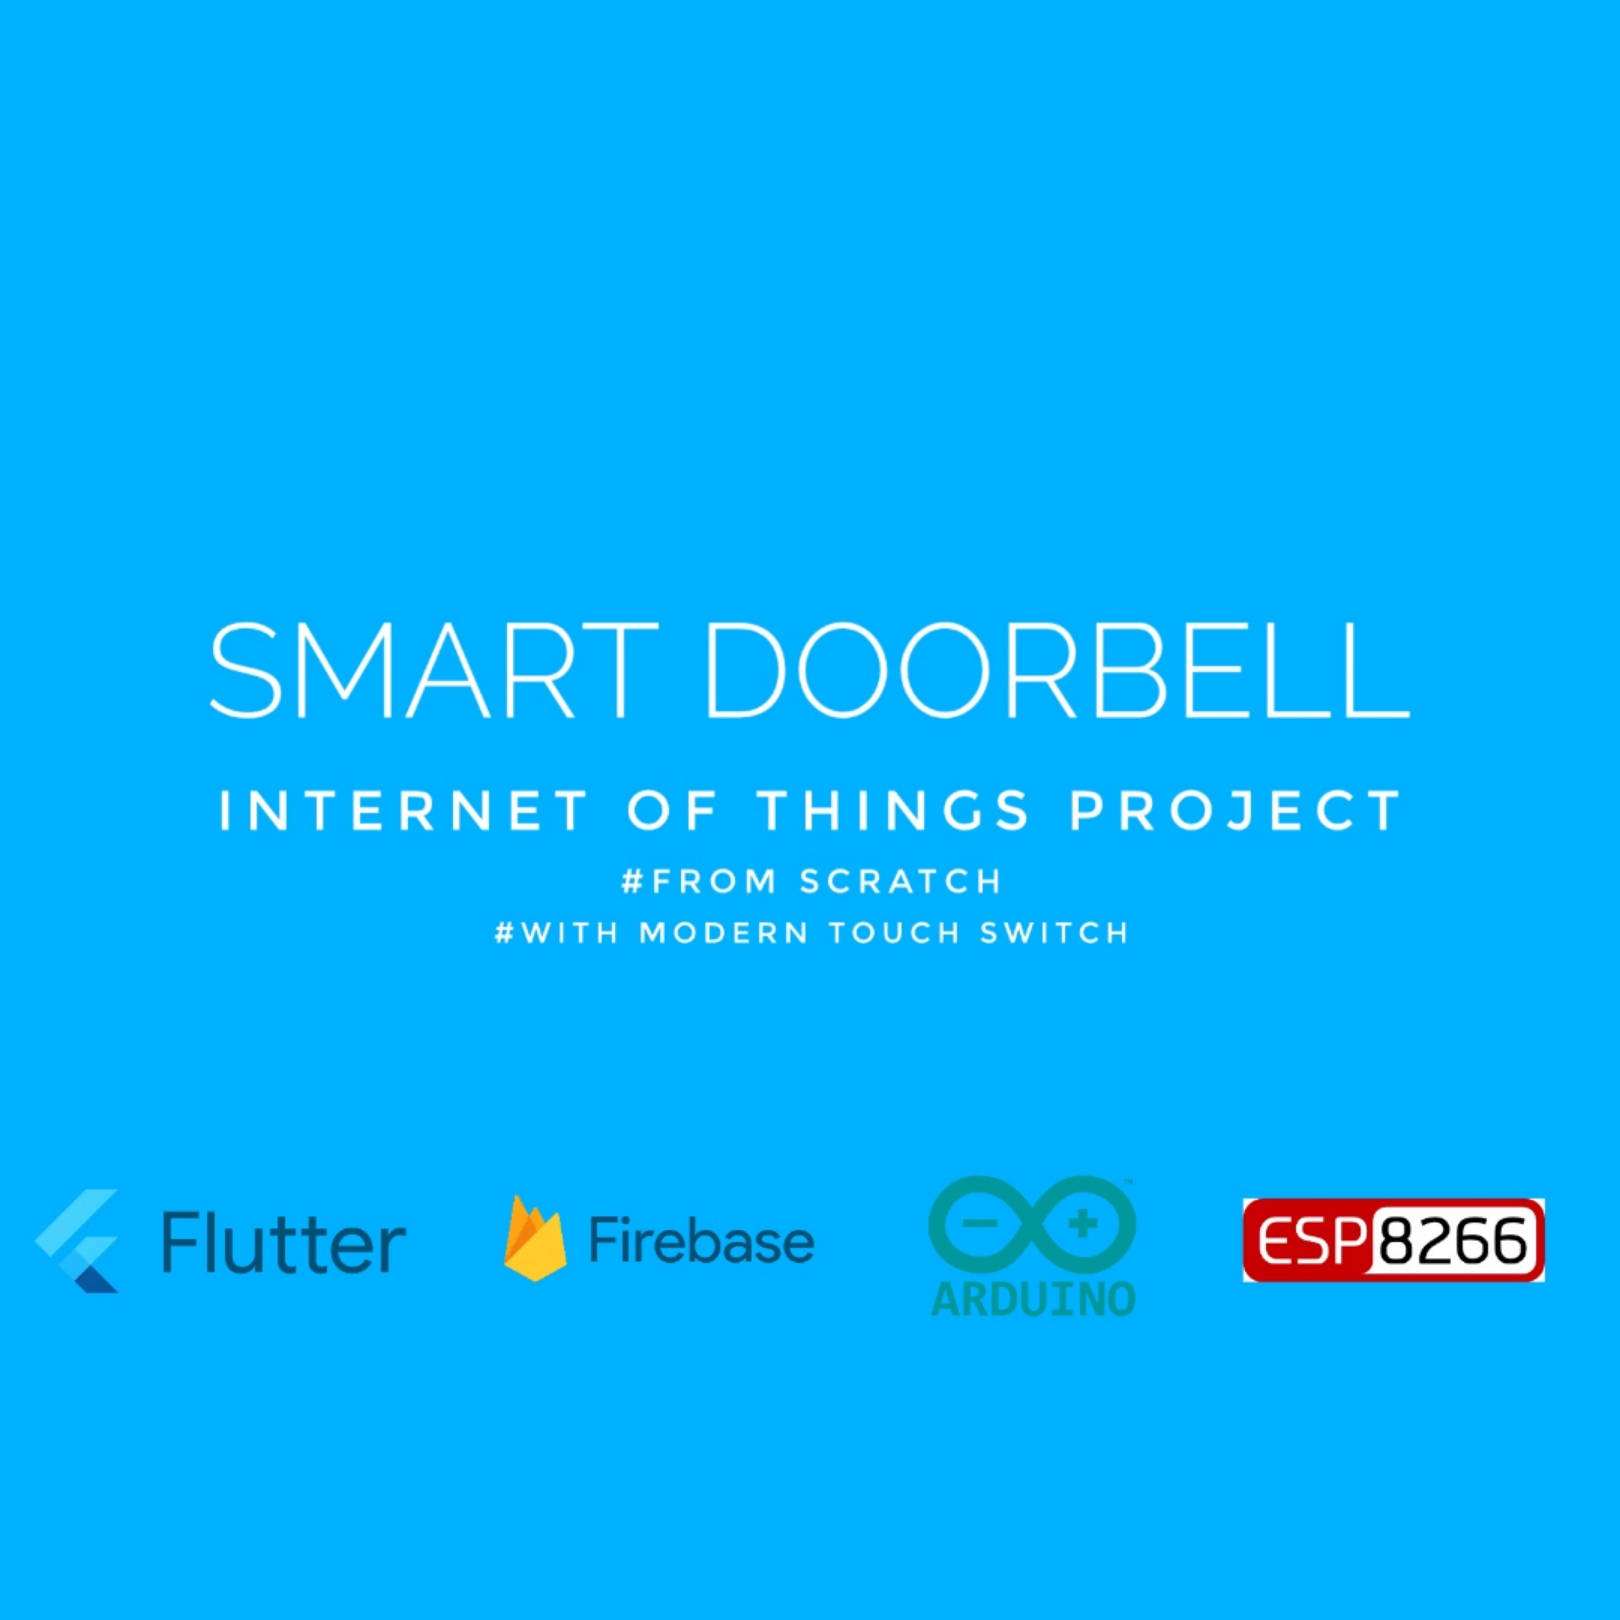 SMART DOORBELL
INTERNET OF THINGS PROJECT
#FROM SCRATCH
#WITH MODERN TOUCH SWITCH
Flutter
Firebase
ARDUINO
ESP8266